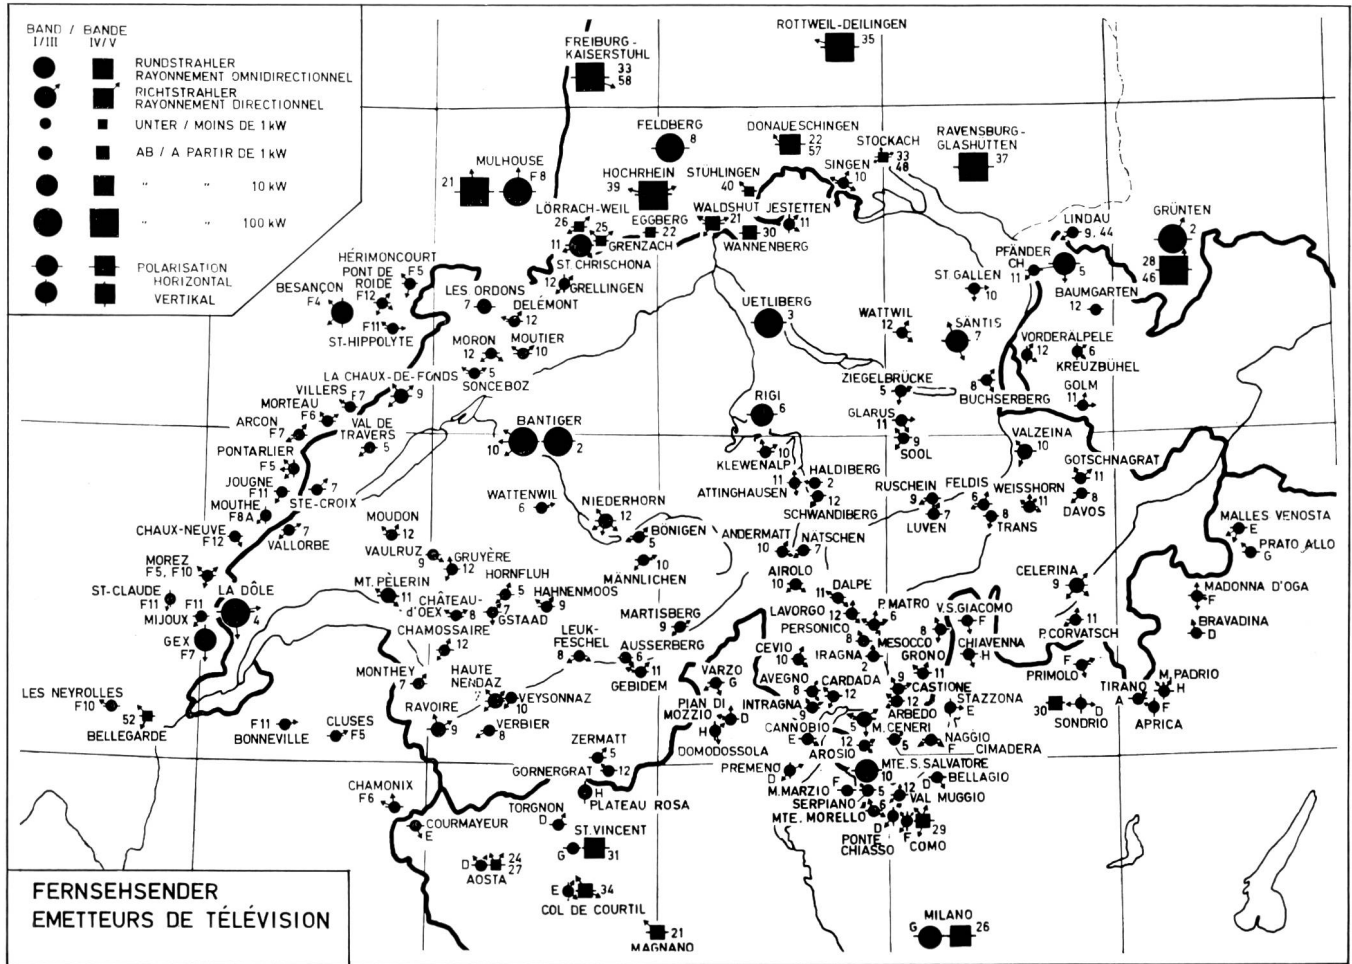 BAND / BANDE
I/III IV/V
RUNDSTRAHLER
RAYONNEMENT OMNIDIRECTIONNEL
RICHTSTRAHLER
RAYONNEMENT DIRECTIONNEL
UNTER / MOINS DE 1 kW
AB / A PARTIR DE 1 kW
" " 10 kW
" " 100 kW
POLARISATION
HORIZONTAL
VERTIKAL
ROTTWEIL-DEILINGEN
35
FREIBURG-
KAISERSTUHL
33
58
FELDBERG
8
DONAUESCHINGEN
22
57
STOCKACH
33
48
RAVENSBURG-
GLASHÜTTEN
37
MULHOUSE
21
F 8
HOCHRHEIN
39
STÜHLINGEN
40
SINGEN
10
LÖRRACH-WEIL
26 25
EGGBERG
22
WALDSHUT
21
JESTETTEN
11
WANNENBERG
30
GRENZACH
11
ST. CHRISCHONA
12
GRELLINGEN
LINDAU
9, 44
GRÜNTEN
2
28
46
PFÄNDER
CH
11
5
BAUMGARTEN
12
ST. GALLEN
10
HÉRIMONCOURT
F5
PONT DE
ROIDE
F12
BESANÇON
F4
F11
ST-HIPPOLYTE
LES ORDONS
7
DELÉMONT
12
UETLIBERG
3
WATTWIL
12
SÄNTIS
7
VORDERÄLPELE
12
6
KREUZBÜHEL
MORON
12
MOUTIER
10
5
SONCEBOZ
LA CHAUX-DE-FONDS
9
VILLERS
F7
MORTEAU
F6
ARCON
F7
VAL DE
TRAVERS
5
ZIEGELBRÜCKE
5
8
BUCHSERBERG
GOLM
11
RIGI
6
GLARUS
11
9
SOOL
BANTIGER
10 2
VALZEINA
10
PONTARLIER
F5
JOUGNE
F11
7
STE-CROIX
MOUTHE
F8A
10
KLEWENALP
11
ATTINGHAUSEN
HALDIBERG
2
12
SCHWANDIBERG
GOTSCHNAGRAT
11
8
DAVOS
RUSCHEIN
9
7
LUVEN
FELDIS
6
8
TRANS
WEISSHORN
11
WATTENWIL
6
NIEDERHORN
12
BÖNIGEN
5
10
MÄNNLICHEN
CHAUX-NEUVE
F12
7
VALLORBE
MOUDON
12
VAULRUZ
9
GRUYÈRE
12
ANDERMATT
10
NÄTSCHEN
7
MALLES VENOSTA
E
PRATO ALLO
G
MOREZ
F5, F10
ST-CLAUDE
F11
F11
MIJOUX
LA DÔLE
4
GEX
F7
MT. PÈLERIN
11
HORNFLUH
5
CHÂTEAU-
d'OEX
8
7
GSTAAD
HAHNENMOOS
9
AIROLO
10
DALPE
11
CELERINA
9
MADONNA D'OGA
F
BRAVADINA
D
MARTISBERG
9
LAVORGO
12
P. MATRO
6
V. S. GIACOMO
F
8
MESOCCO
11
P. CORVATSCH
PERSONICO
8
IRAGNA
2
CHIAVENNA
H
GRONO
11
CHAMOSSAIRE
12
LEUK-
FESCHEL
8
AUSSERBERG
6
11
GEBIDEM
CEVIO
10
PRIMOLO
F
MONTHEY
7
HAUTE
NENDAZ
7
VEYSONNAZ
10
VARZO
G
AVEGNO
8
CARDADA
12
9
CASTIONE
12
ARBEDO
STAZZONA
E
TIRANO
A
M. PADRIO
H
F
APRICA
LES NEYROLLES
F10
52
BELLEGARDE
F11
BONNEVILLE
CLUSES
F5
RAVOIRE
9
VERBIER
8
PIAN DI
MOZZIO
H
D
DOMODOSSOLA
INTRAGNA
9
30
D
SONDRIO
CANNOBIO
E
5
M. CENERI
5
NAGGIO
F
CIMADERA
12
AROSIO
ZERMATT
5
GORNERGRAT
12
H
PLATEAU ROSA
PREMENO
D
MTE. S. SALVATORE
10
D
BELLAGIO
M. MARZIO
F
5
SERPIANO
12
VAL MUGGIO
6
MTE. MORELLO
D
PONTE
CHIASSO
F
COMO
29
CHAMONIX
F6
COURMAYEUR
E
TORGNON
D
ST. VINCENT
G 31
D 24
27
AOSTA
E 34
COL DE COURTIL
21
MAGNANO
MILANO
G 26
FERNSEHSENDER
EMETTEURS DE TÉLÉVISION